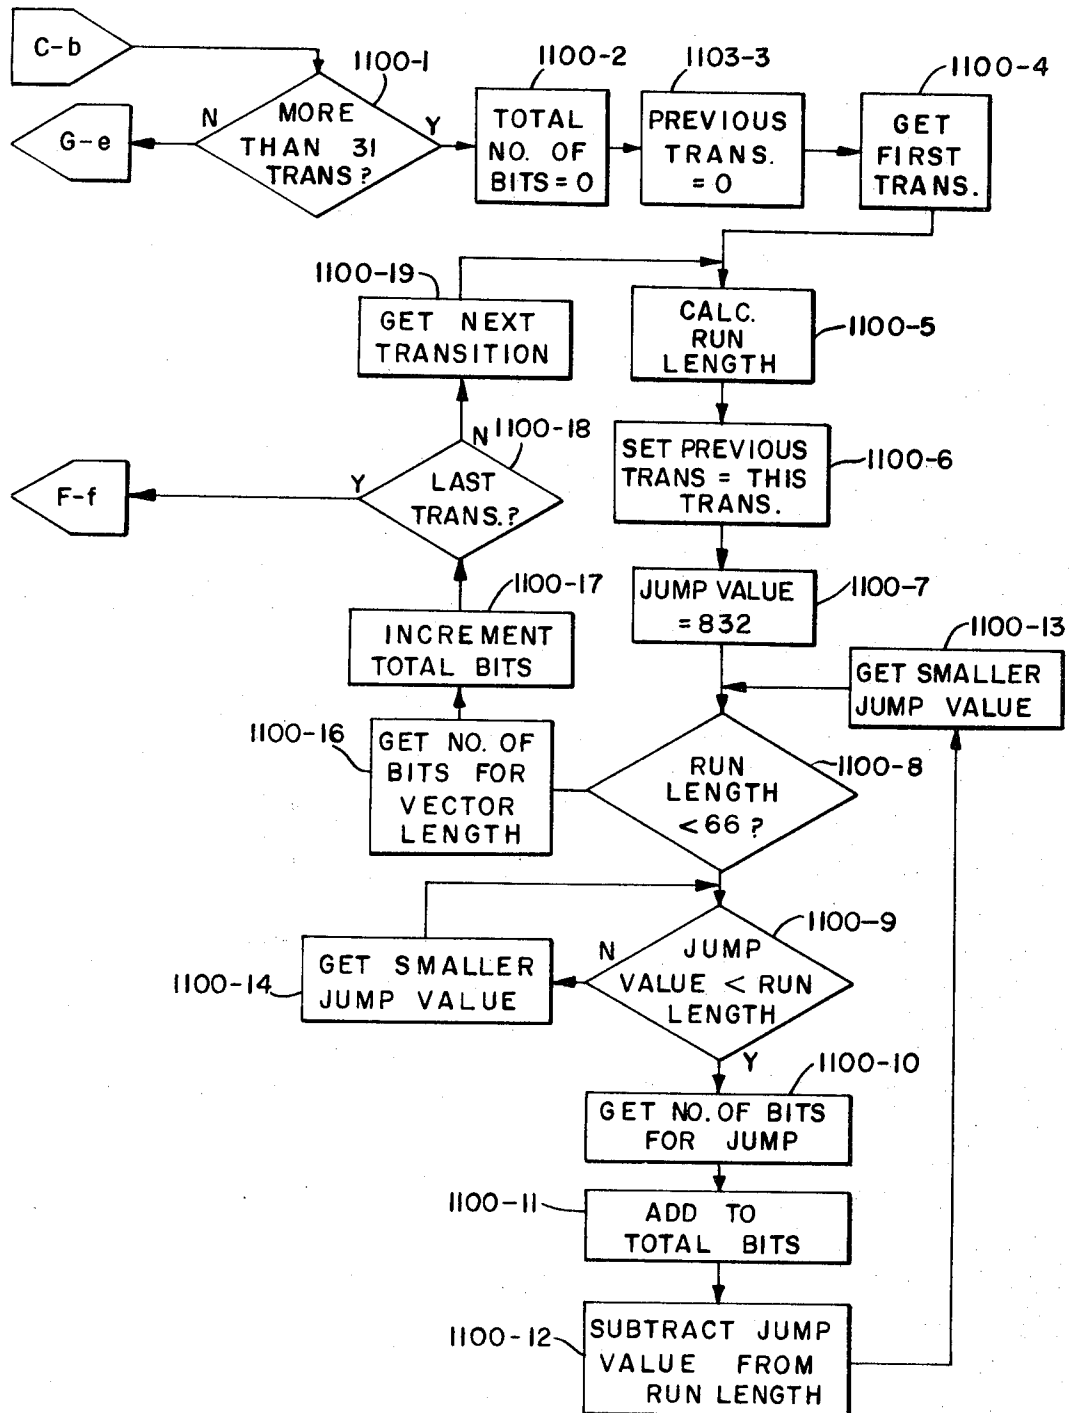 C-b
1100-1
1100-2
1103-3
1100-4
N
MORE
THAN 31
TRANS?
Y
G-e
TOTAL
NO. OF
BITS=0
PREVIOUS
TRANS.
=0
GET
FIRST
TRANS.
1100-19
GET NEXT
TRANSITION
CALC.
RUN
LENGTH
1100-5
N
1100-18
Y
LAST
TRANS.?
F-f
SET PREVIOUS
TRANS = THIS
TRANS.
1100-6
1100-17
INCREMENT
TOTAL BITS
JUMP VALUE
=832
1100-7
1100-13
GET SMALLER
JUMP VALUE
1100-16
GET NO. OF
BITS FOR
VECTOR
LENGTH
RUN
LENGTH
<66?
1100-8
1100-9
N
JUMP
VALUE < RUN
LENGTH
Y
GET SMALLER
JUMP VALUE
1100-14
1100-10
GET NO. OF BITS
FOR JUMP
1100-11
ADD TO
TOTAL BITS
1100-12
SUBTRACT JUMP
VALUE FROM
RUN LENGTH